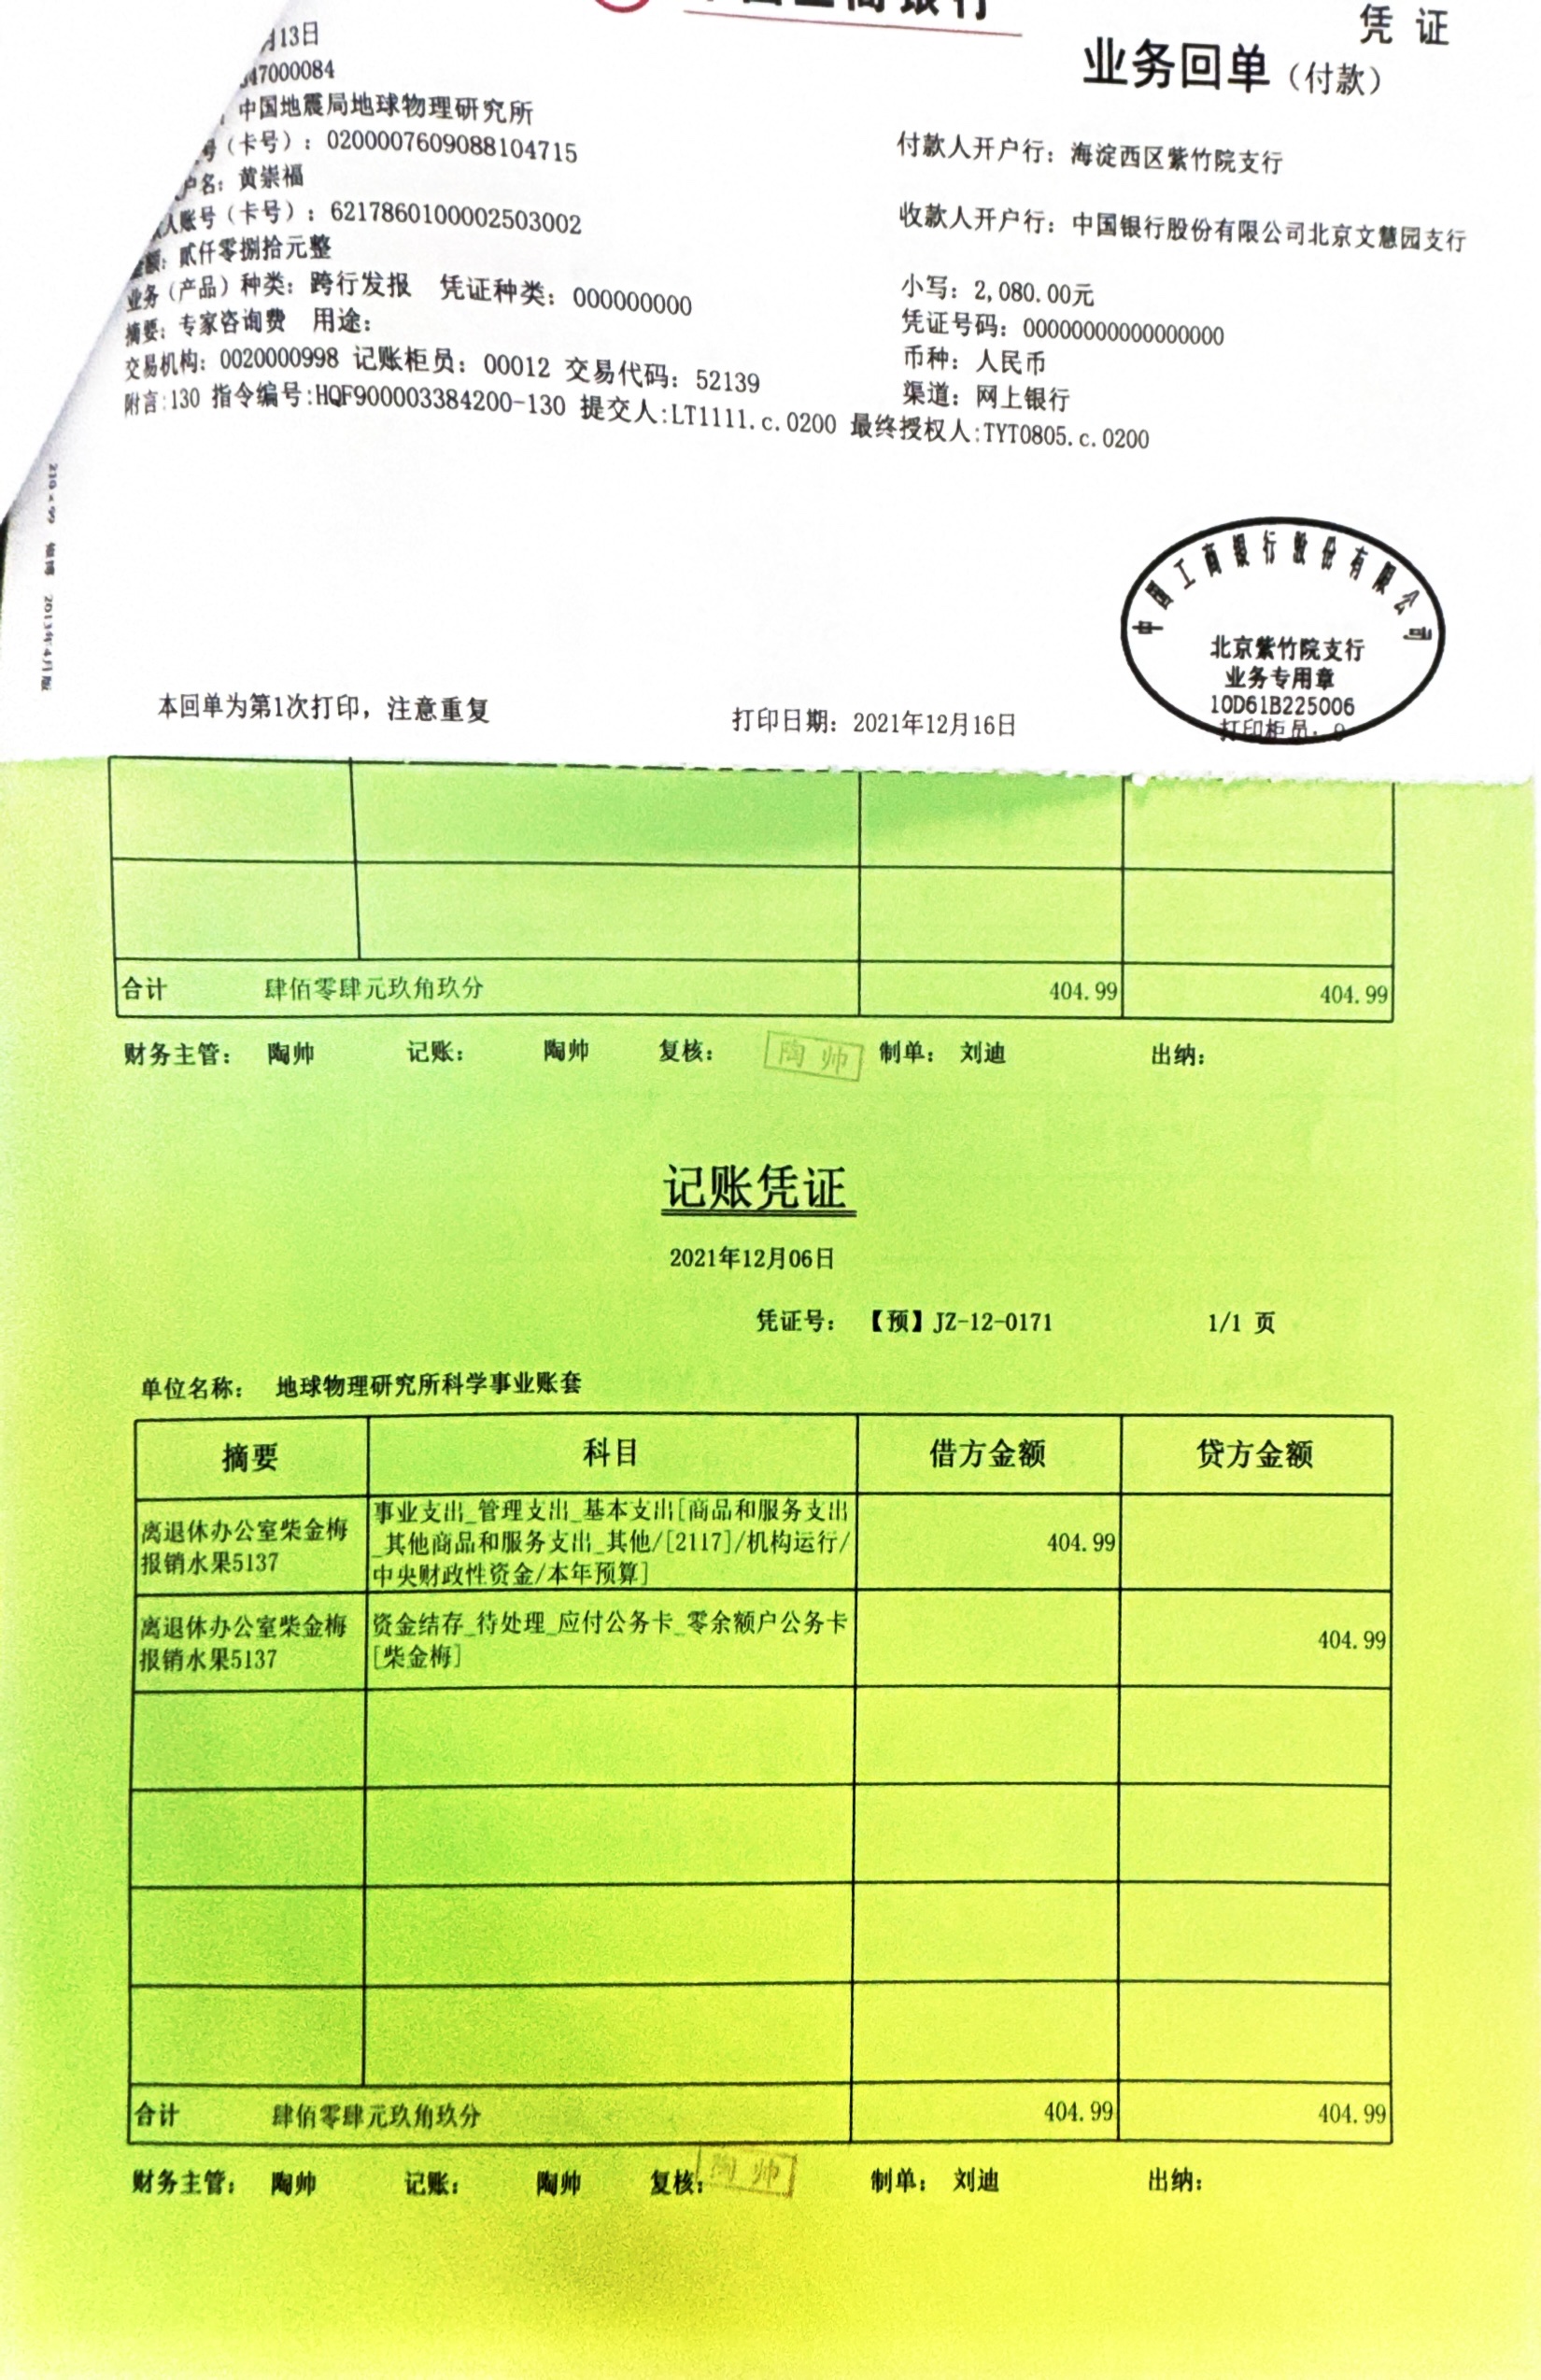 凭 证
业务回单（付款）
月13日
47000084
中国地震局地球物理研究所
号（卡号）：0200007609088104715
付款人开户行：海淀西区紫竹院支行
户名：黄崇福
人账号（卡号）：6217860100002503002
收款人开户行：中国银行股份有限公司北京文慧园支行
金额：贰仟零捌拾元整
小写：2,080.00元
业务（产品）种类：跨行发报 凭证种类：000000000
凭证号码：00000000000000000
摘要：专家咨询费 用途：
币种：人民币
交易机构：0020000998 记账柜员：00012 交易代码：52139
渠道：网上银行
附言:130 指令编号:HQF900003384200-130 提交人:LT1111.c.0200 最终授权人:TYT0805.c.0200
中国工商银行股份有限公司
北京紫竹院支行
业务专用章
10D61B225006
本回单为第1次打印，注意重复 打印日期：2021年12月16日 打印柜员：9
合计 肆佰零肆元玖角玖分 404.99 404.99
财务主管： 陶帅 记账： 陶帅 复核： 陶帅 制单： 刘迪 出纳：
记账凭证
2021年12月06日
凭证号： 【预】JZ-12-0171 1/1 页
单位名称： 地球物理研究所科学事业账套
摘要 科目 借方金额 贷方金额
离退休办公室柴金梅
报销水果5137
事业支出_管理支出_基本支出[商品和服务支出
_其他商品和服务支出_其他/[2117]/机构运行/
中央财政性资金/本年预算]
404.99
离退休办公室柴金梅
报销水果5137
资金结存_待处理_应付公务卡_零余额户公务卡
[柴金梅]
404.99
合计 肆佰零肆元玖角玖分 404.99 404.99
财务主管： 陶帅 记账： 陶帅 复核： 陶帅 制单： 刘迪 出纳：